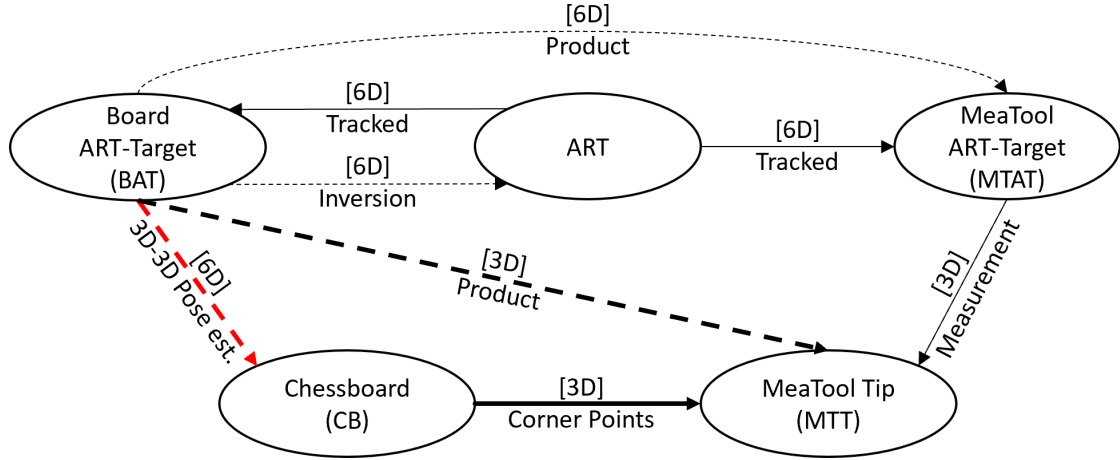 [6D]
Product
[6D]
Tracked
Board
ART-Target
(BAT)
ART
MeaTool
ART-Target
(MTAT)
[6D]
Tracked
[6D]
Inversion
[6D]
3D-3D Pose est.
[3D]
Product
[3D]
Measurement
Chessboard
(CB)
[3D]
Corner Points
MeaTool Tip
(MTT)